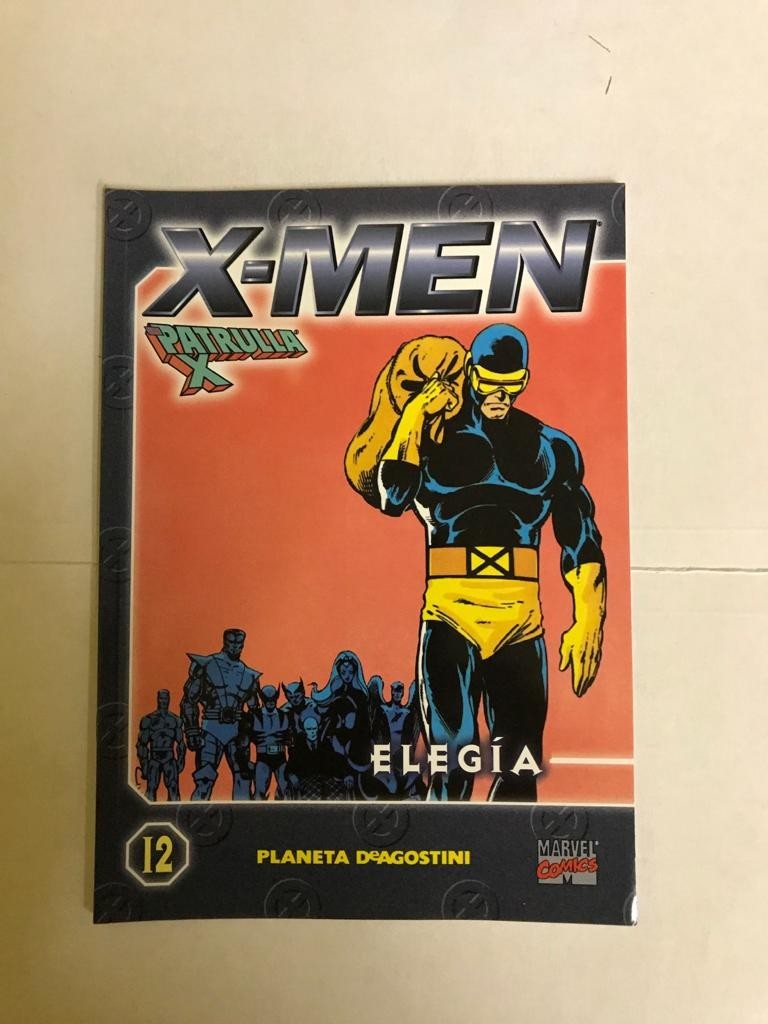 X-MEN
PATRULLA
X
ELEGÍA
12
PLANETA DeAGOSTINI
MARVEL
COMICS
M